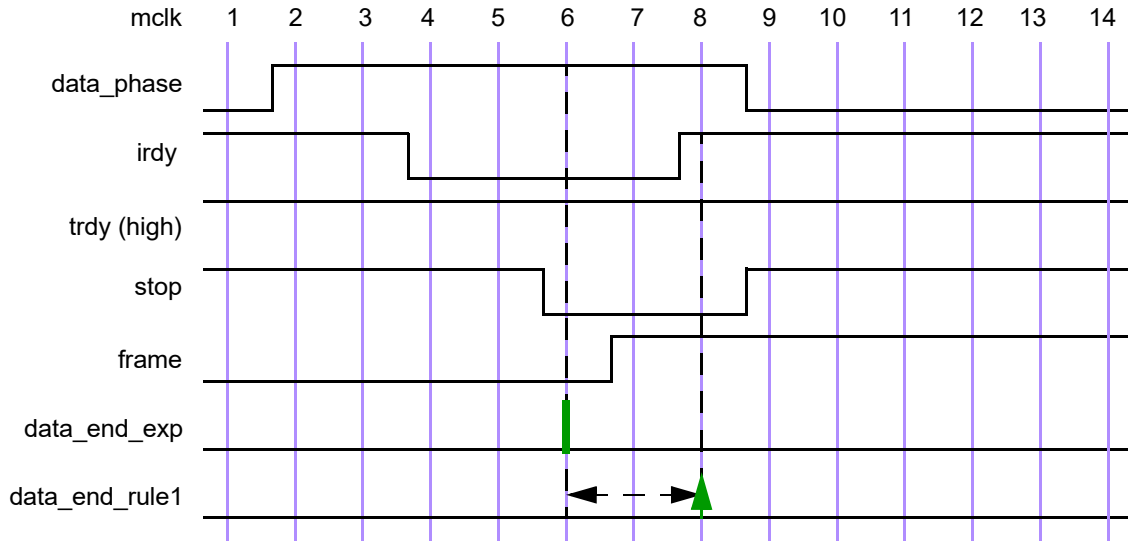 mclk 1 2 3 4 5 6 7 8 9 10 11 12 13 14
data_phase
irdy
trdy (high)
stop
frame
data_end_exp
data_end_rule1